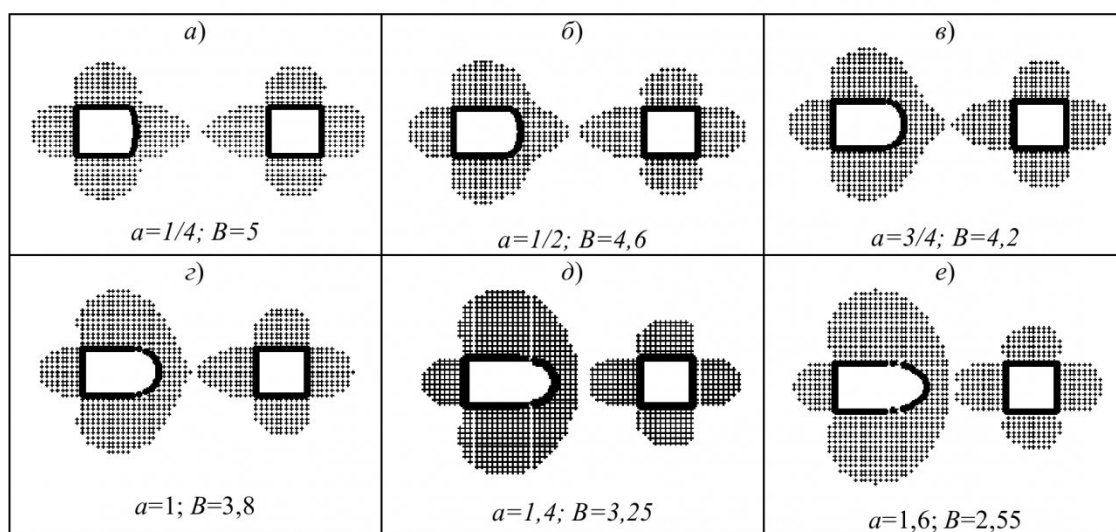 а)
б)
в)
a=1/4; B=5
a=1/2; B=4,6
a=3/4; B=4,2
г)
д)
е)
a=1; B=3,8
a=1,4; B=3,25
a=1,6; B=2,55